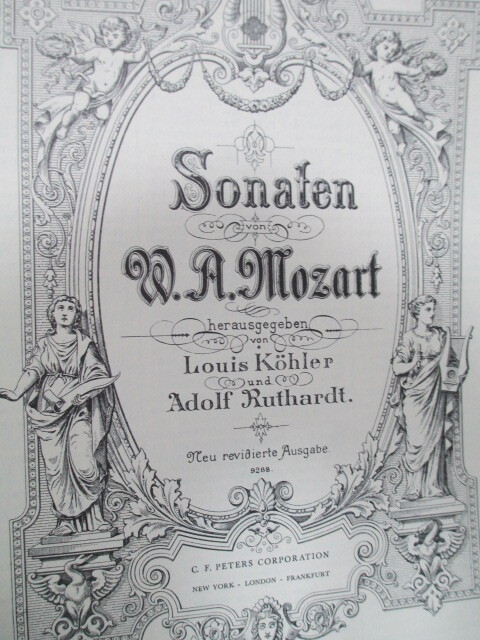 Sonaten
von
W. A. Mozart
herausgegeben
von
Louis Köhler
und
Adolf Ruthardt.
Neu revidierte Ausgabe.
9268.
C. F. PETERS CORPORATION
NEW YORK - LONDON - FRANKFURT